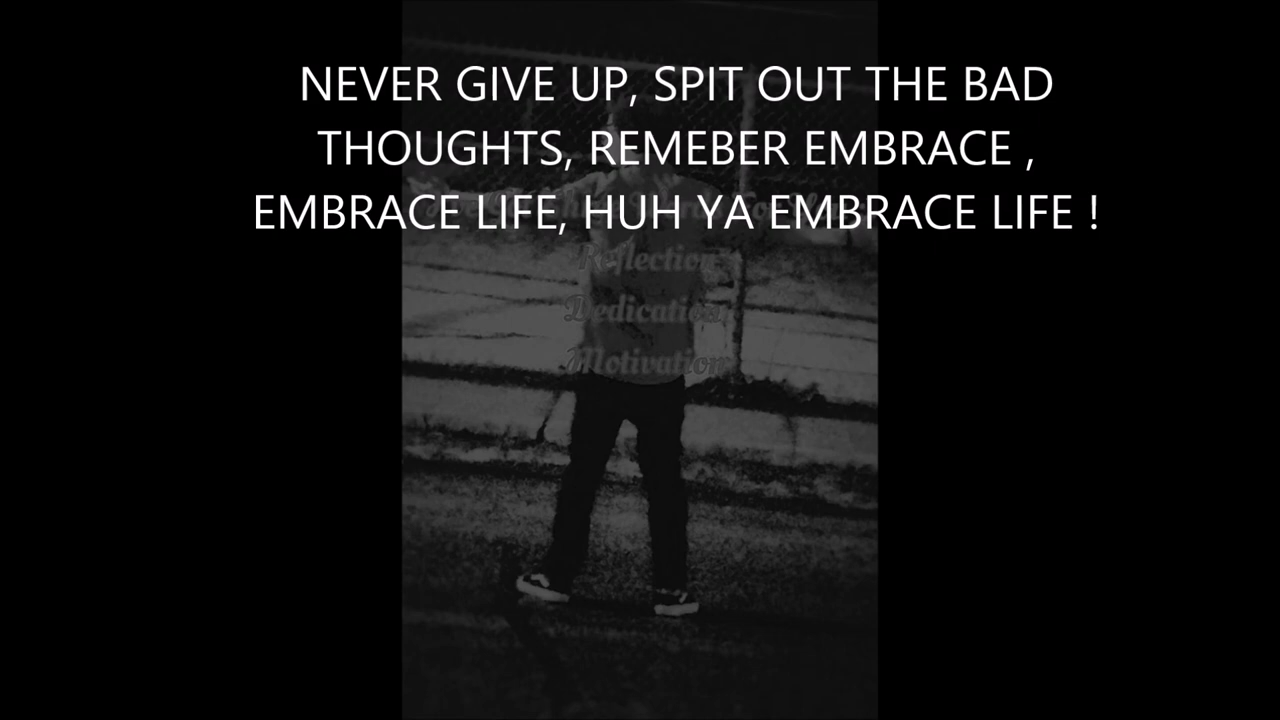 NEVER GIVE UP, SPIT OUT THE BAD
THOUGHTS, REMEBER EMBRACE ,
EMBRACE LIFE, HUH YA EMBRACE LIFE !
Reflection
Dedication
Motivation